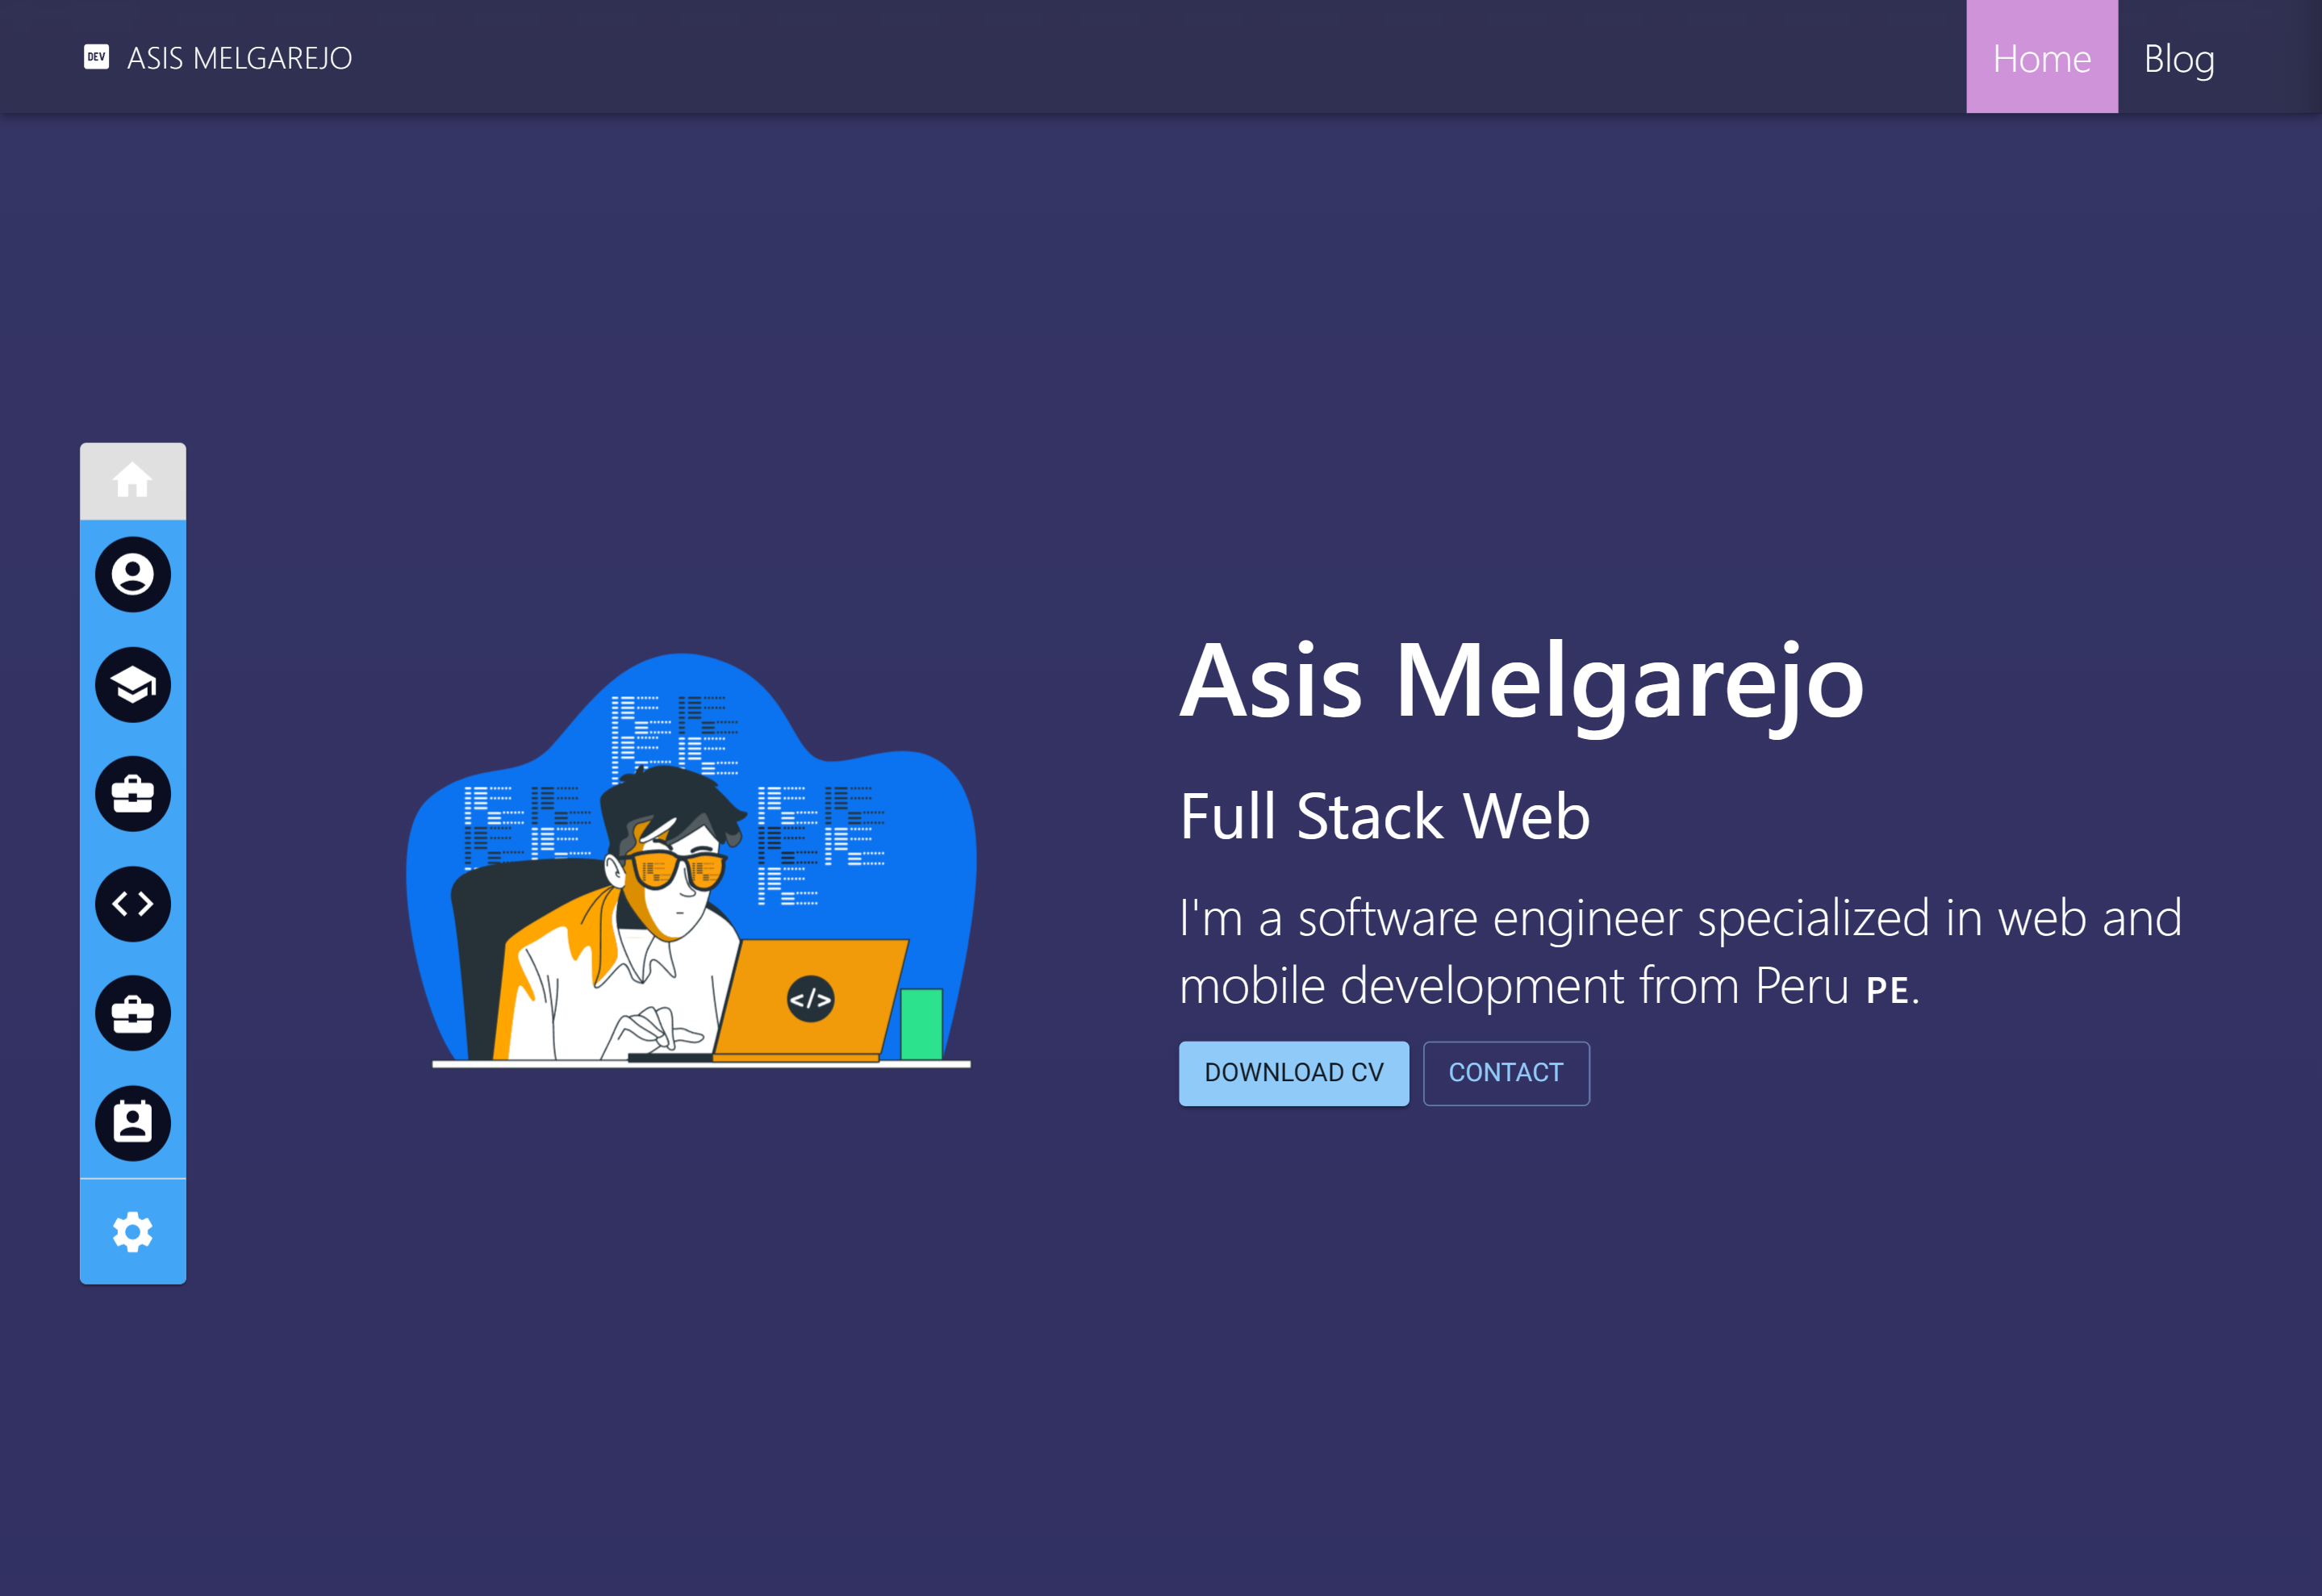 DEV ASIS MELGAREJO
Home Blog
Asis Melgarejo
Full Stack Web
I'm a software engineer specialized in web and
mobile development from Peru PE.
DOWNLOAD CV CONTACT
</>